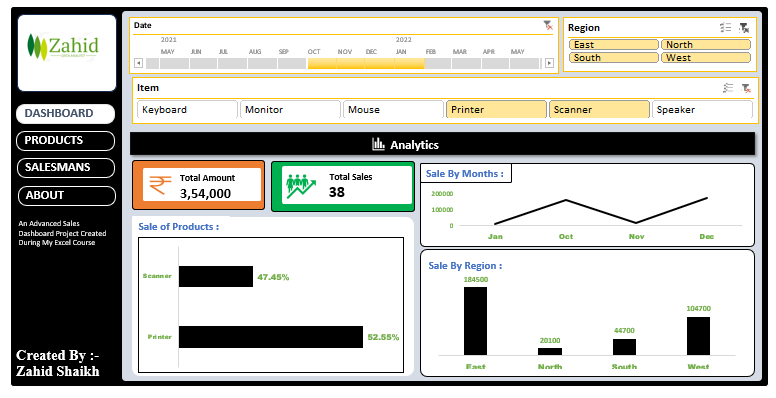 Zahid
DATA ANALYST
DASHBOARD
PRODUCTS
SALESMANS
ABOUT
An Advanced Sales
Dashboard Project Created
During My Excel Course
Created By :-
Zahid Shaikh
Date
2021 2022
MAY JUN JUL AUG SEP OCT NOV DEC JAN FEB MAR APR MAY
Region
East North
South West
Item
Keyboard Monitor Mouse Printer Scanner Speaker
Analytics
Total Amount
3,54,000
Total Sales
38
Sale By Months :
200000
100000
0
Jan Oct Nov Dec
Sale of Products :
Scanner 47.45%
Printer 52.55%
Sale By Region :
184500
20100
44700
104700
East North South West